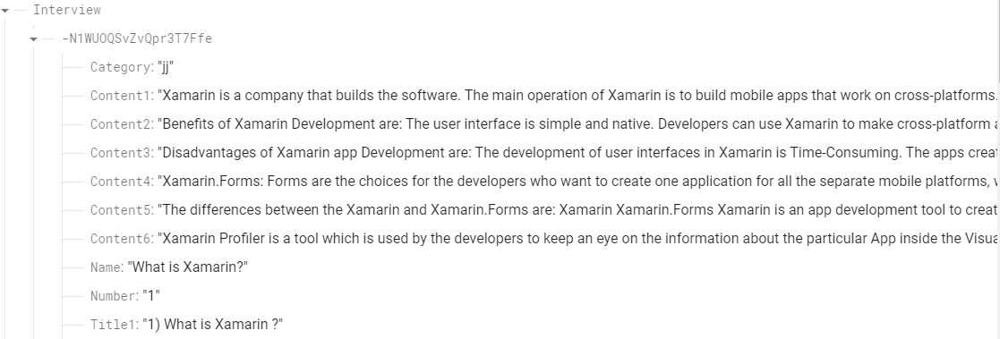 Interview
-N1WUOQSvZvQpr3T7Ffe
Category: "jj"
Content1: "Xamarin is a company that builds the software. The main operation of Xamarin is to build mobile apps that work on cross-platforms.
Content2: "Benefits of Xamarin Development are: The user interface is simple and native. Developers can use Xamarin to make cross-platform
Content3: "Disadvantages of Xamarin app Development are: The development of user interfaces in Xamarin is Time-Consuming. The apps creat
Content4: "Xamarin.Forms: Forms are the choices for the developers who want to create one application for all the separate mobile platforms,
Content5: "The differences between the Xamarin and Xamarin.Forms are: Xamarin Xamarin.Forms Xamarin is an app development tool to creat
Content6: "Xamarin Profiler is a tool which is used by the developers to keep an eye on the information about the particular App inside the Visua
Name: "What is Xamarin?"
Number: "1"
Title1: "1) What is Xamarin ?"